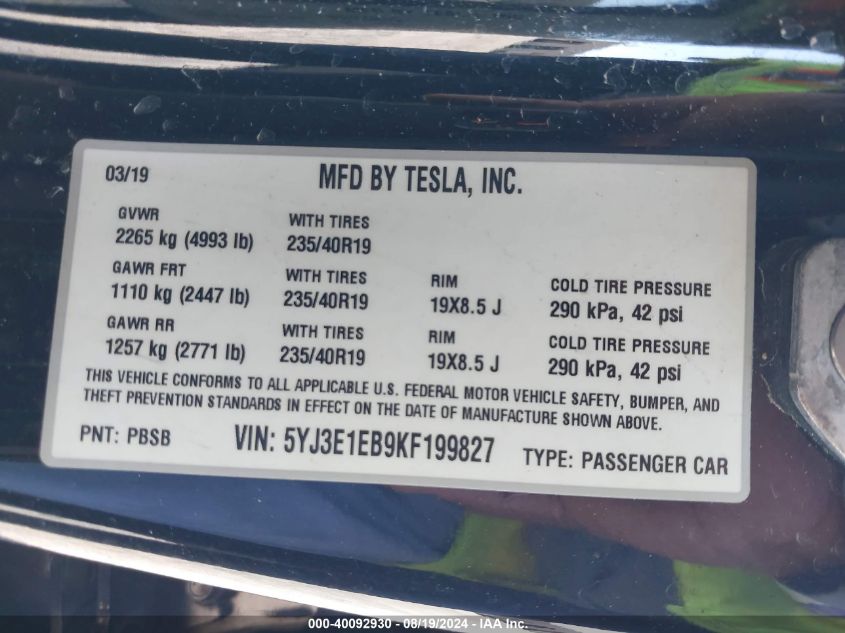 03/19 MFD BY TESLA, INC.
GVWR WITH TIRES
2265 kg (4993 lb) 235/40R19
GAWR FRT WITH TIRES RIM COLD TIRE PRESSURE
1110 kg (2447 lb) 235/40R19 19X8.5 J 290 kPa, 42 psi
GAWR RR WITH TIRES RIM COLD TIRE PRESSURE
1257 kg (2771 lb) 235/40R19 19X8.5 J 290 kPa, 42 psi
THIS VEHICLE CONFORMS TO ALL APPLICABLE U.S. FEDERAL MOTOR VEHICLE SAFETY, BUMPER, AND
THEFT PREVENTION STANDARDS IN EFFECT ON THE DATE OF MANUFACTURE SHOWN ABOVE.
PNT: PBSB VIN: 5YJ3E1EB9KF199827 TYPE: PASSENGER CAR
000-40092930 - 08/19/2024 - IAA Inc.